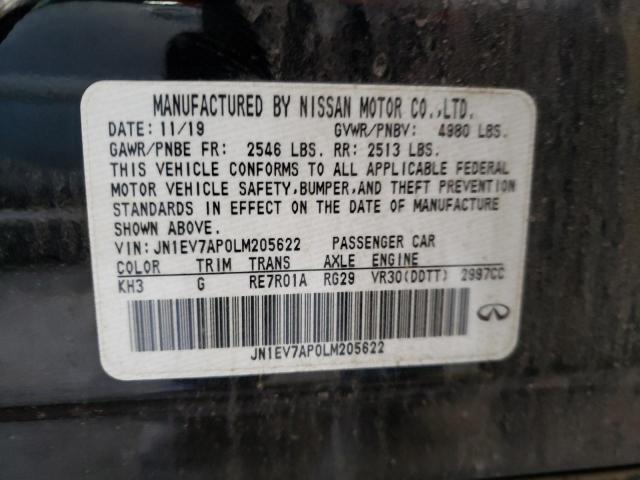 MANUFACTURED BY NISSAN MOTOR CO.,LTD.
DATE: 11/19 GVWR/PNBV: 4980 LBS.
GAWR/PNBE FR: 2546 LBS. RR: 2513 LBS.
THIS VEHICLE CONFORMS TO ALL APPLICABLE FEDERAL
MOTOR VEHICLE SAFETY,BUMPER,AND THEFT PREVENTION
STANDARDS IN EFFECT ON THE DATE OF MANUFACTURE
SHOWN ABOVE.
VIN: JN1EV7AP0LM205622 PASSENGER CAR
COLOR TRIM TRANS AXLE ENGINE
KH3 G RE7R01A RG29 VR30(DDTT) 2997CC
JN1EV7AP0LM205622